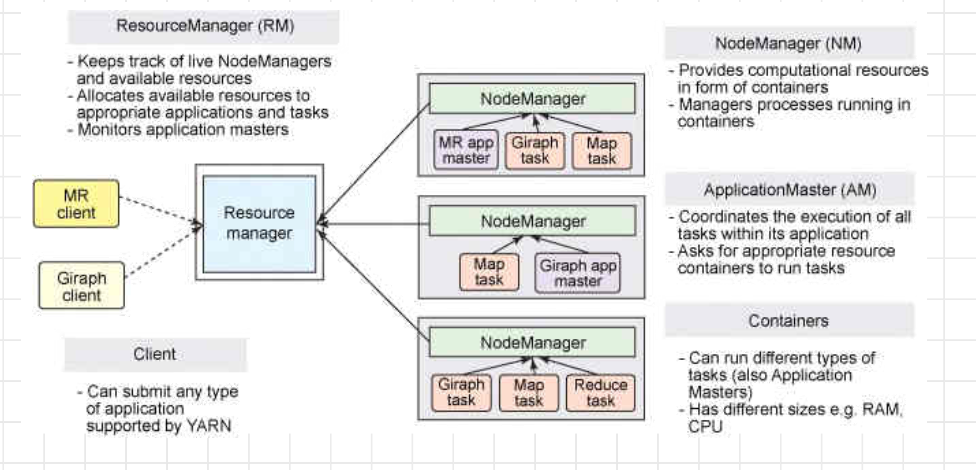 ResourceManager (RM)
- Keeps track of live NodeManagers
and available resources
- Allocates available resources to
appropriate applications and tasks
- Monitors application masters
MR
client
Giraph
client
Resource
manager
Client
- Can submit any type
of application
supported by YARN
NodeManager
MR app
master
Giraph
task
Map
task
NodeManager
Map
task
Giraph app
master
NodeManager
Giraph
task
Map
task
Reduce
task
NodeManager (NM)
- Provides computational resources
in form of containers
- Managers processes running in
containers
ApplicationMaster (AM)
- Coordinates the execution of all
tasks within its application
- Asks for appropriate resource
containers to run tasks
Containers
- Can run different types of
tasks (also Application
Masters)
- Has different sizes e.g. RAM,
CPU